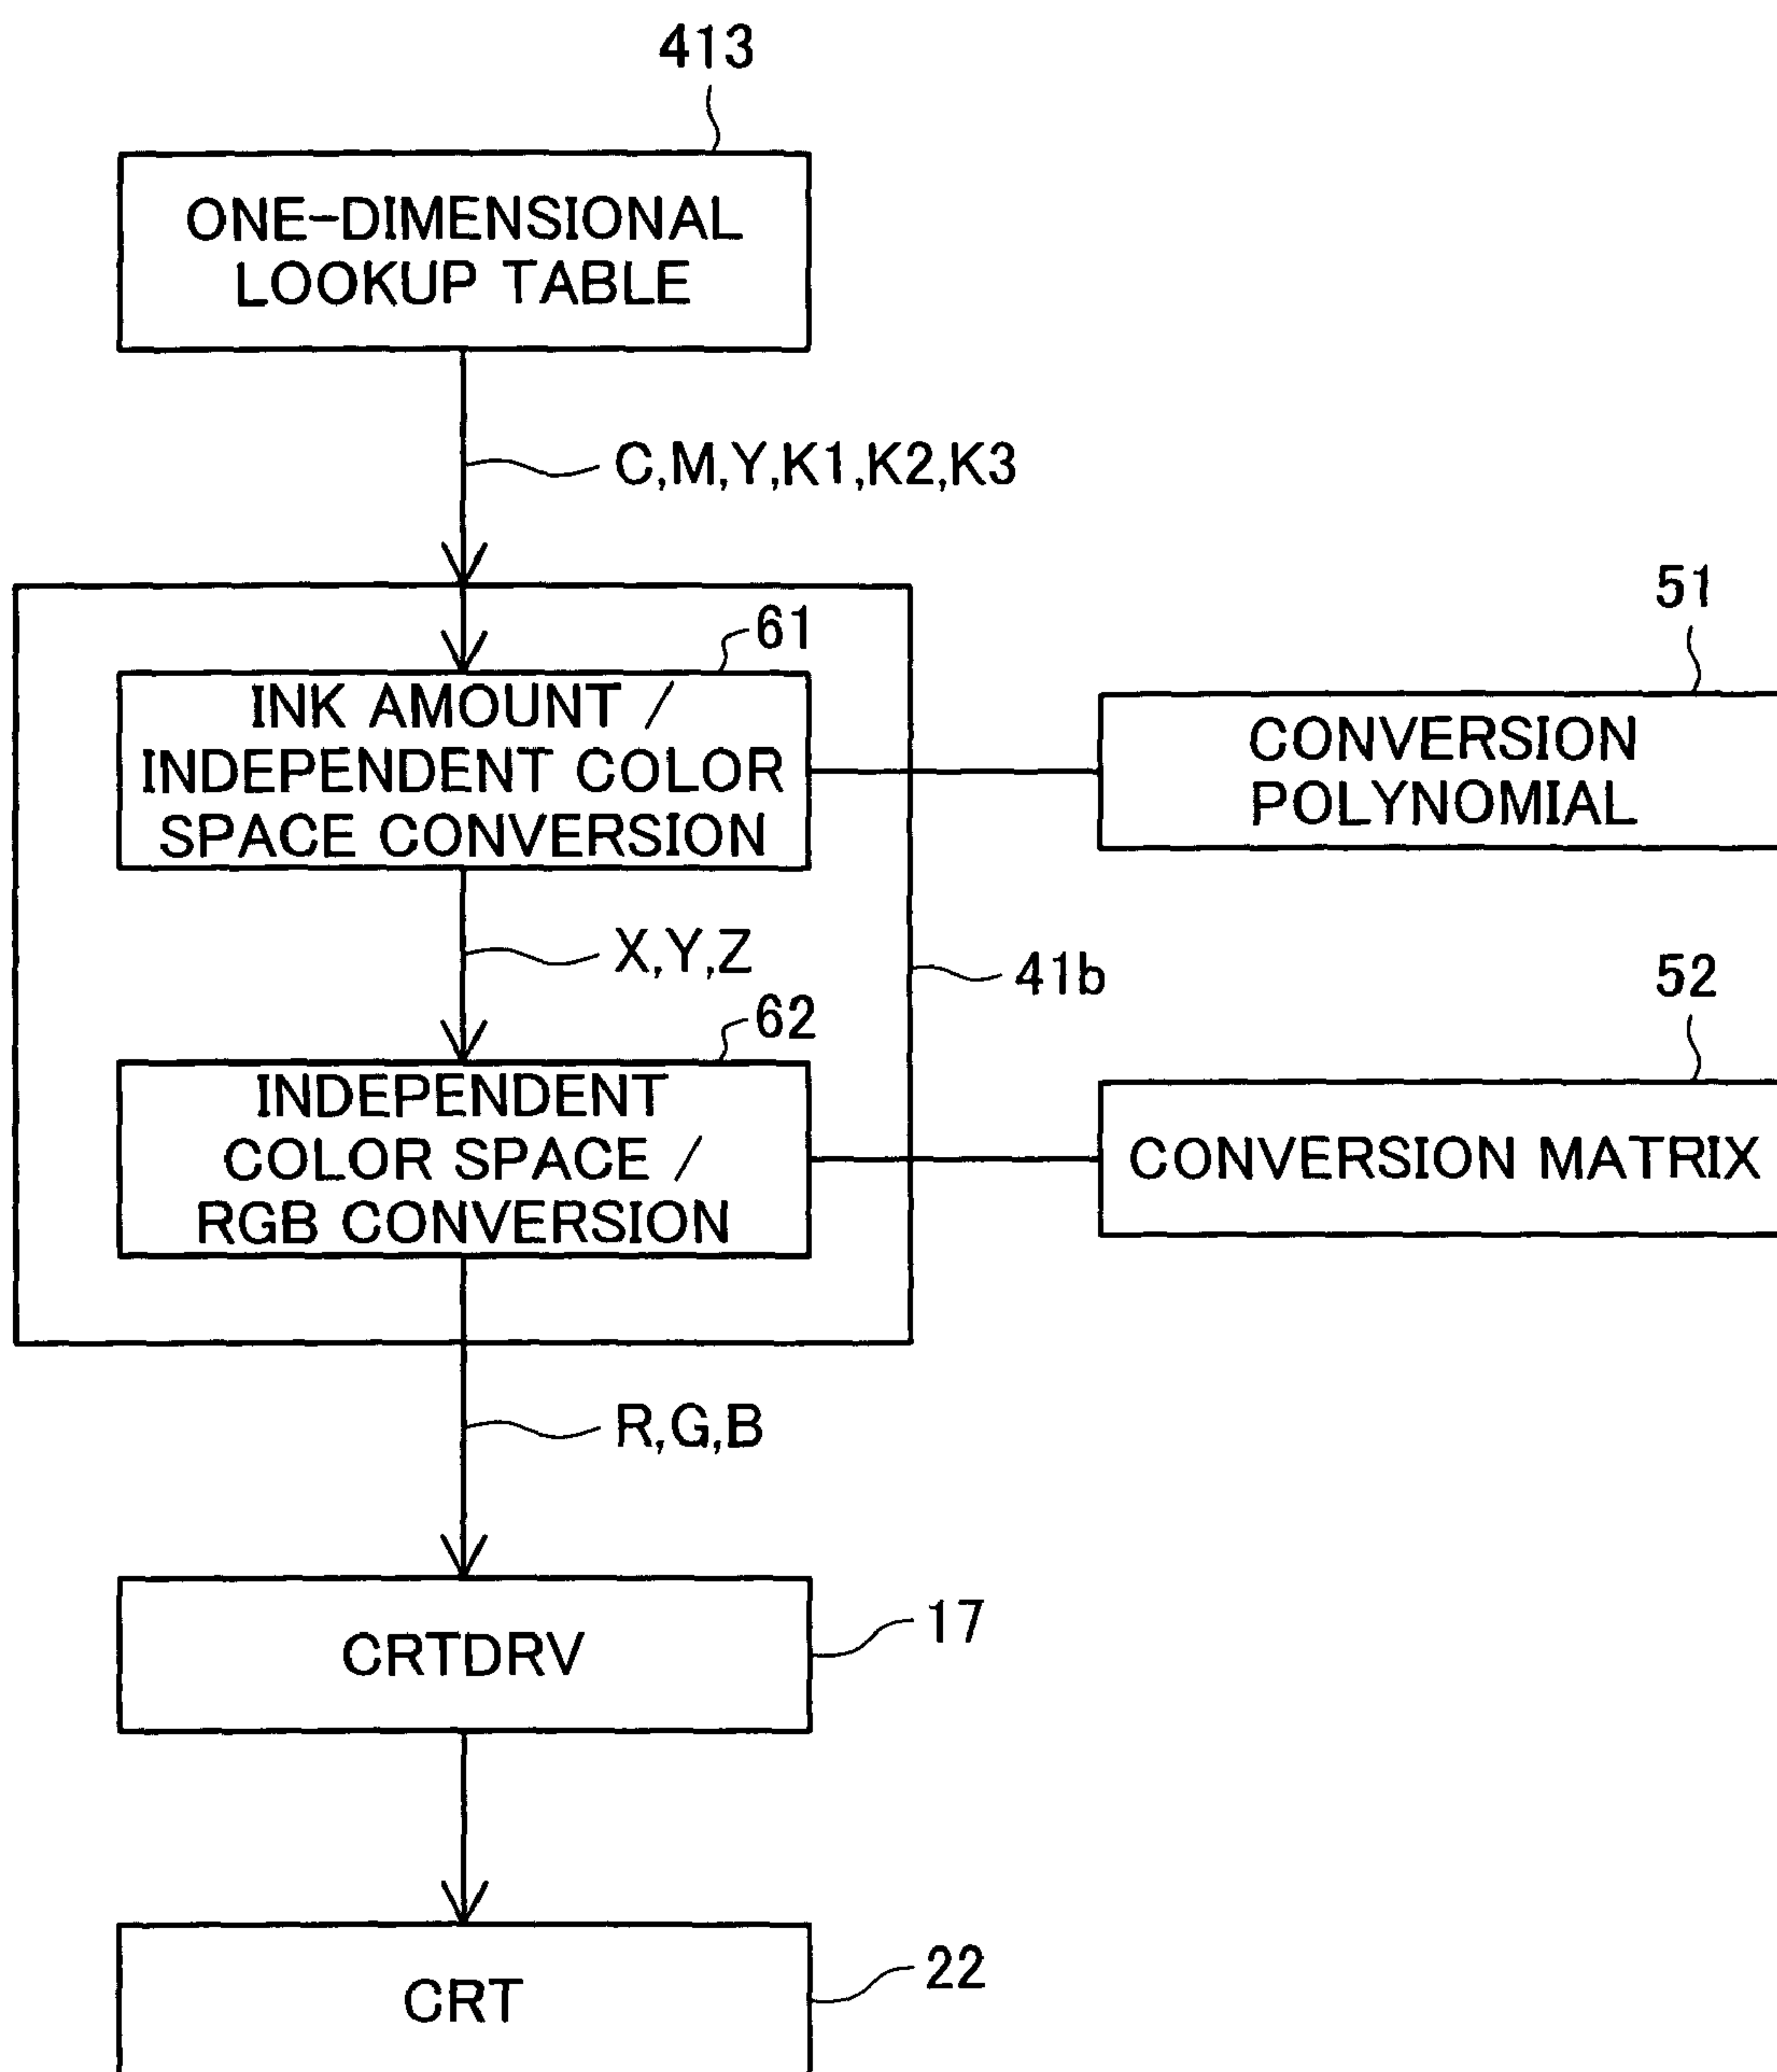 413
ONE-DIMENSIONAL
LOOKUP TABLE
C,M,Y,K1,K2,K3
61
INK AMOUNT /
INDEPENDENT COLOR
SPACE CONVERSION
51
CONVERSION
POLYNOMIAL
X,Y,Z
41b
62
INDEPENDENT
COLOR SPACE /
RGB CONVERSION
52
CONVERSION MATRIX
R,G,B
CRTDRV
17
CRT
22